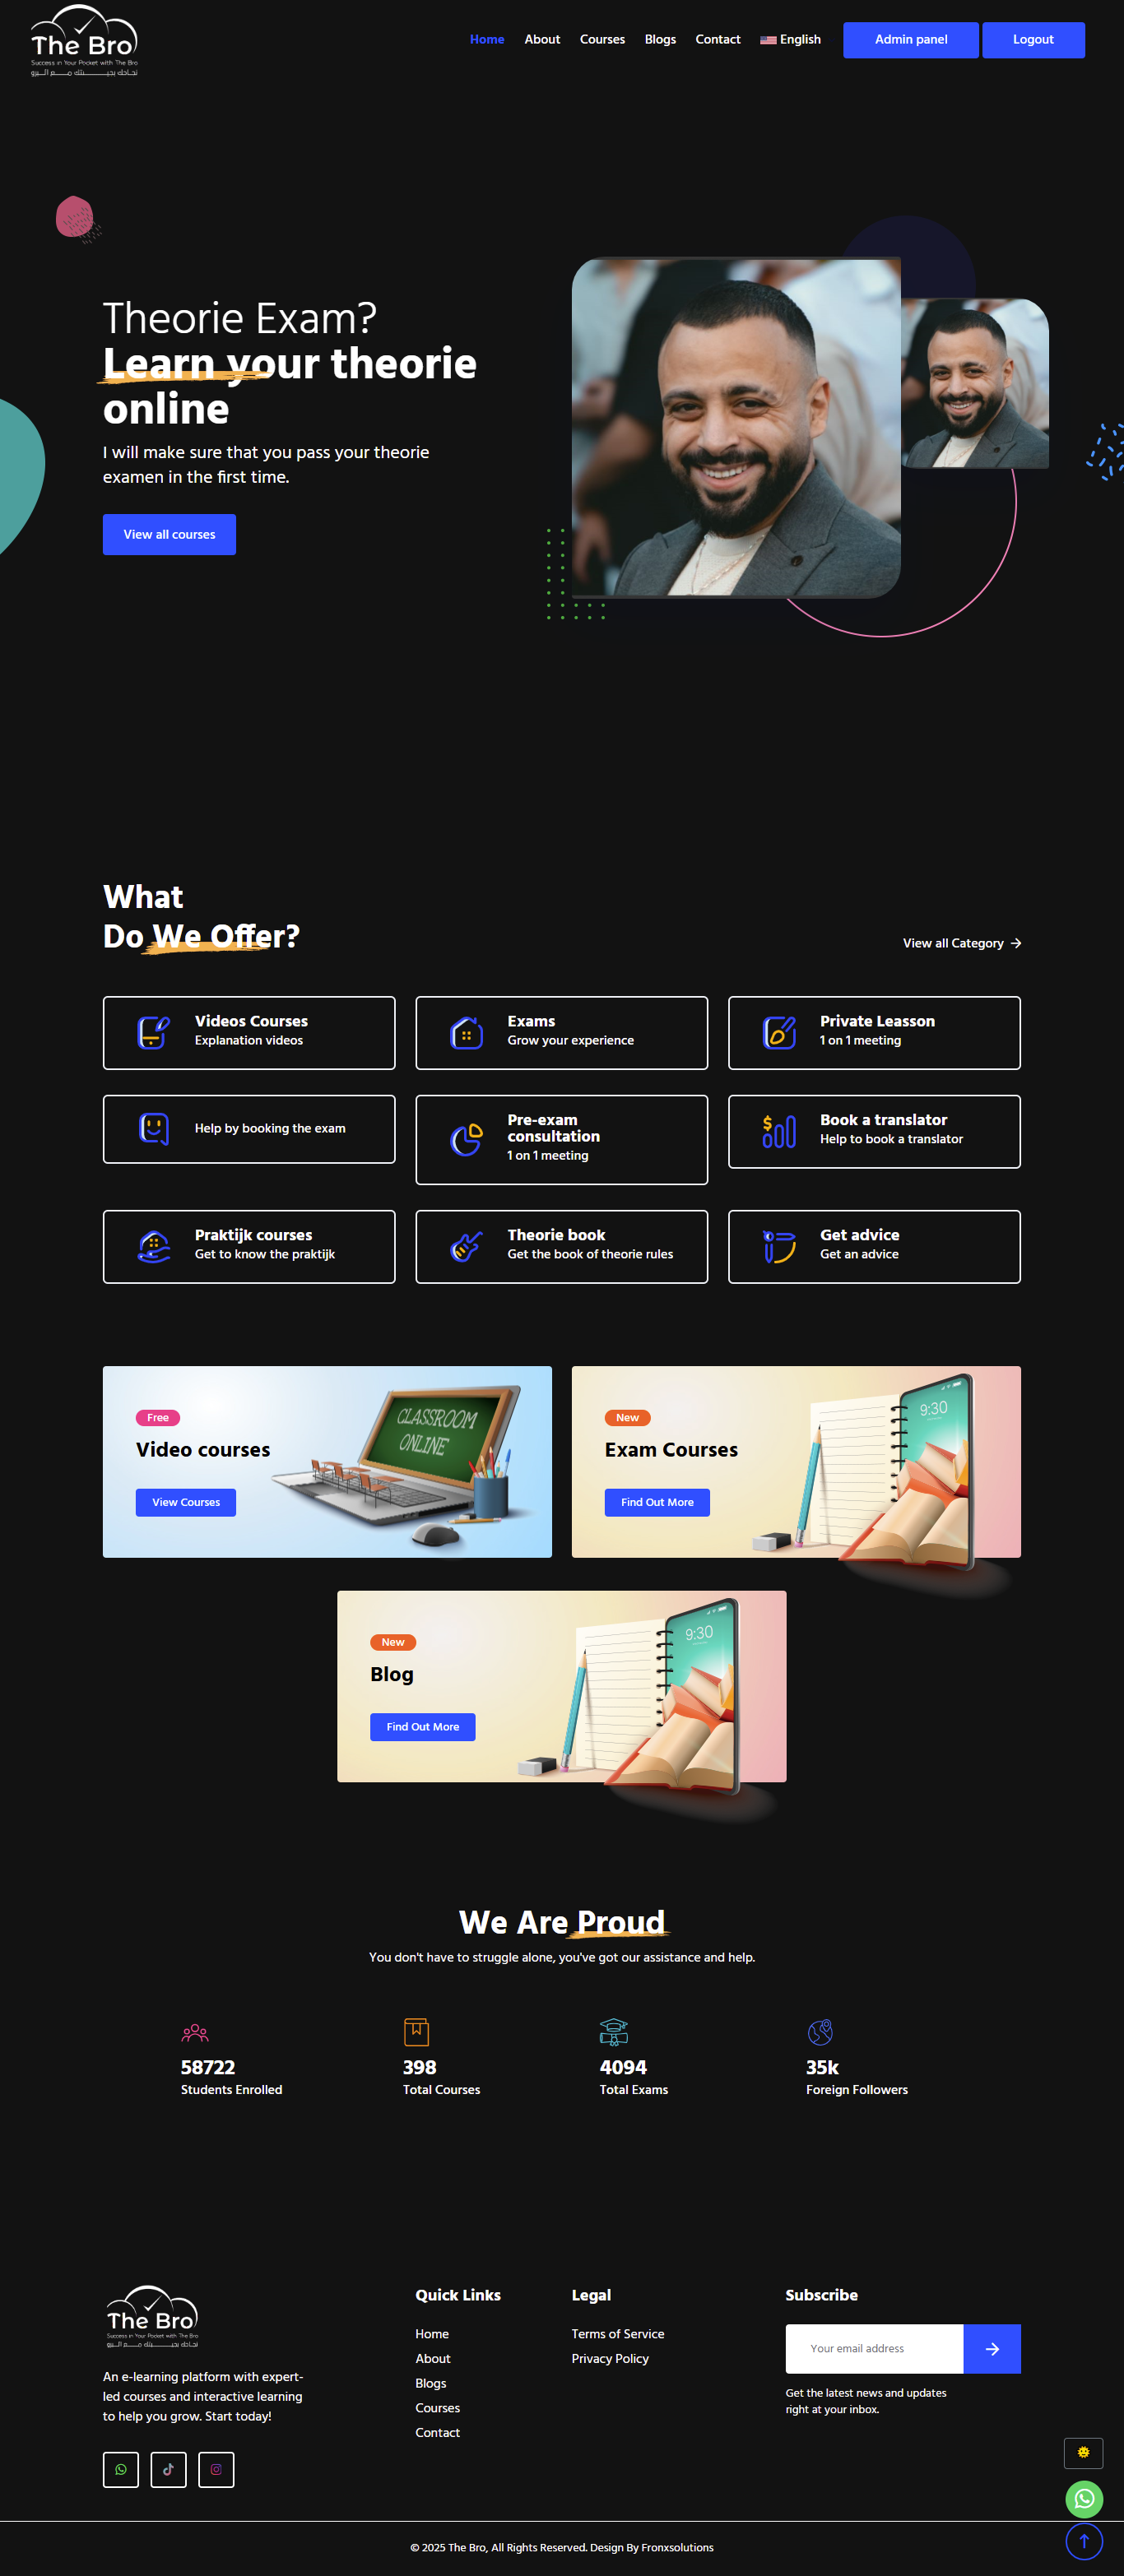 The Bro
Success in Your Pocket with The Bro
نجاحك بجيبتك مع البرو
Home About Courses Blogs Contact English Admin panel Logout
Theorie Exam?
Learn your theorie
online
I will make sure that you pass your theorie
examen in the first time.
View all courses
What
Do We Offer?
View all Category
Videos Courses
Explanation videos
Exams
Grow your experience
Private Leasson
1 on 1 meeting
Help by booking the exam
Pre-exam
consultation
1 on 1 meeting
Book a translator
Help to book a translator
Praktijk courses
Get to know the praktijk
Theorie book
Get the book of theorie rules
Get advice
Get an advice
Free
Video courses
View Courses
CLASSROOM
ONLINE
New
Exam Courses
Find Out More
9:30
New
Blog
Find Out More
9:30
We Are Proud
You don't have to struggle alone, you've got our assistance and help.
58722
Students Enrolled
398
Total Courses
4094
Total Exams
35k
Foreign Followers
The Bro
Success in Your Pocket with The Bro
نجاحك بجيبتك مع البرو
An e-learning platform with expert-
led courses and interactive learning
to help you grow. Start today!
Quick Links
Home
About
Blogs
Courses
Contact
Legal
Terms of Service
Privacy Policy
Subscribe
Your email address
Get the latest news and updates
right at your inbox.
© 2025 The Bro, All Rights Reserved. Design By Fronxsolutions